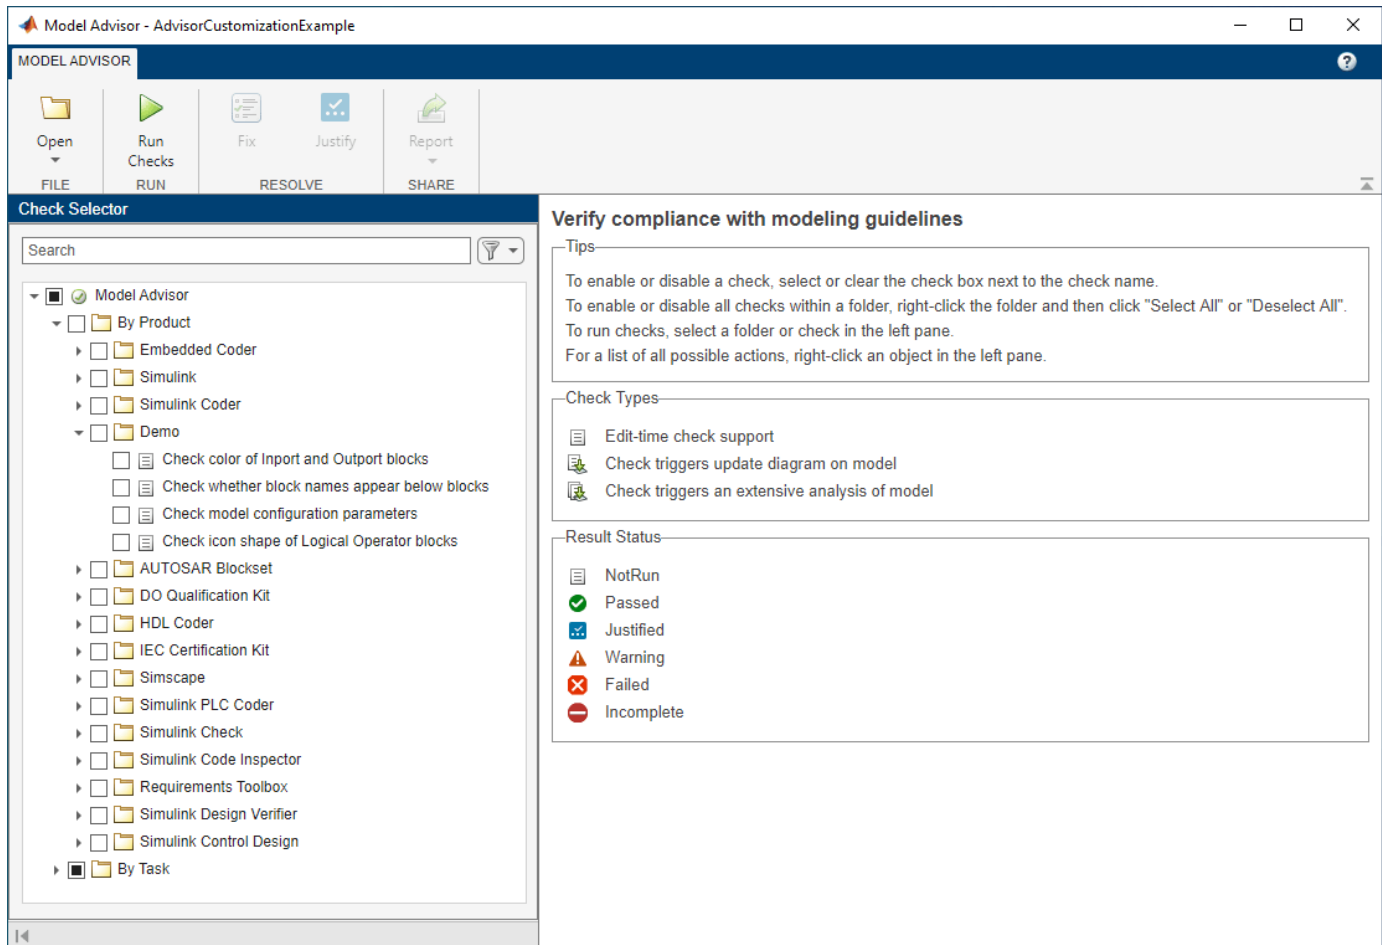 Model Advisor - AdvisorCustomizationExample
MODEL ADVISOR
Open
Run
Checks
Fix
Justify
Report
FILE
RUN
RESOLVE
SHARE
Check Selector
Search
Model Advisor
By Product
Embedded Coder
Simulink
Simulink Coder
Demo
Check color of Inport and Outport blocks
Check whether block names appear below blocks
Check model configuration parameters
Check icon shape of Logical Operator blocks
AUTOSAR Blockset
DO Qualification Kit
HDL Coder
IEC Certification Kit
Simscape
Simulink PLC Coder
Simulink Check
Simulink Code Inspector
Requirements Toolbox
Simulink Design Verifier
Simulink Control Design
By Task
Verify compliance with modeling guidelines
Tips
To enable or disable a check, select or clear the check box next to the check name.
To enable or disable all checks within a folder, right-click the folder and then click "Select All" or "Deselect All".
To run checks, select a folder or check in the left pane.
For a list of all possible actions, right-click an object in the left pane.
Check Types
Edit-time check support
Check triggers update diagram on model
Check triggers an extensive analysis of model
Result Status
NotRun
Passed
Justified
Warning
Failed
Incomplete